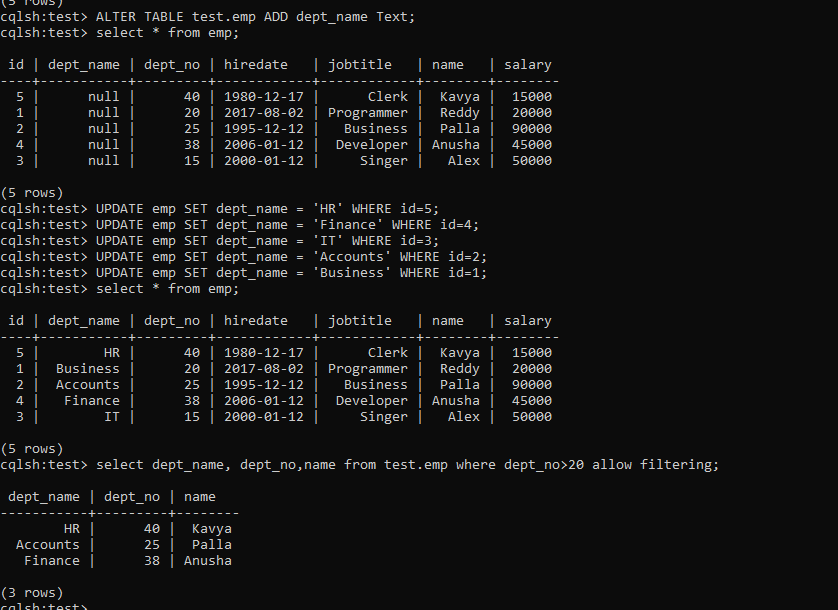 (5 rows)
cqlsh:test> ALTER TABLE test.emp ADD dept_name Text;
cqlsh:test> select * from emp;

 id | dept_name | dept_no | hiredate   | jobtitle   | name   | salary
----+-----------+---------+------------+------------+--------+--------
  5 |      null |      40 | 1980-12-17 |      Clerk |  Kavya |  15000
  1 |      null |      20 | 2017-08-02 | Programmer |  Reddy |  20000
  2 |      null |      25 | 1995-12-12 |   Business |  Palla |  90000
  4 |      null |      38 | 2006-01-12 |  Developer | Anusha |  45000
  3 |      null |      15 | 2000-01-12 |     Singer |   Alex |  50000

(5 rows)
cqlsh:test> UPDATE emp SET dept_name = 'HR' WHERE id=5;
cqlsh:test> UPDATE emp SET dept_name = 'Finance' WHERE id=4;
cqlsh:test> UPDATE emp SET dept_name = 'IT' WHERE id=3;
cqlsh:test> UPDATE emp SET dept_name = 'Accounts' WHERE id=2;
cqlsh:test> UPDATE emp SET dept_name = 'Business' WHERE id=1;
cqlsh:test> select * from emp;

 id | dept_name | dept_no | hiredate   | jobtitle   | name   | salary
----+-----------+---------+------------+------------+--------+--------
  5 |        HR |      40 | 1980-12-17 |      Clerk |  Kavya |  15000
  1 |  Business |      20 | 2017-08-02 | Programmer |  Reddy |  20000
  2 |  Accounts |      25 | 1995-12-12 |   Business |  Palla |  90000
  4 |   Finance |      38 | 2006-01-12 |  Developer | Anusha |  45000
  3 |        IT |      15 | 2000-01-12 |     Singer |   Alex |  50000

(5 rows)
cqlsh:test> select dept_name, dept_no,name from test.emp where dept_no>20 allow filtering;

 dept_name | dept_no | name
-----------+---------+--------
        HR |      40 |  Kavya
  Accounts |      25 |  Palla
   Finance |      38 | Anusha

(3 rows)
cqlsh:test>